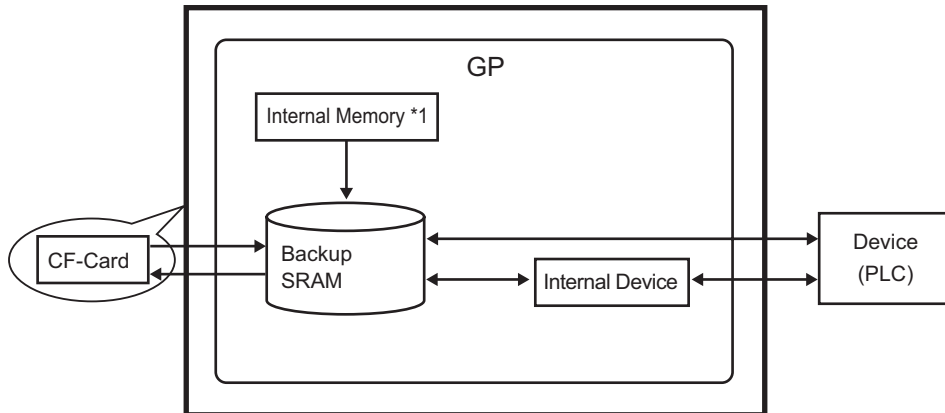 GP
Internal Memory *1
CF-Card
Backup
SRAM
Internal Device
Device
(PLC)